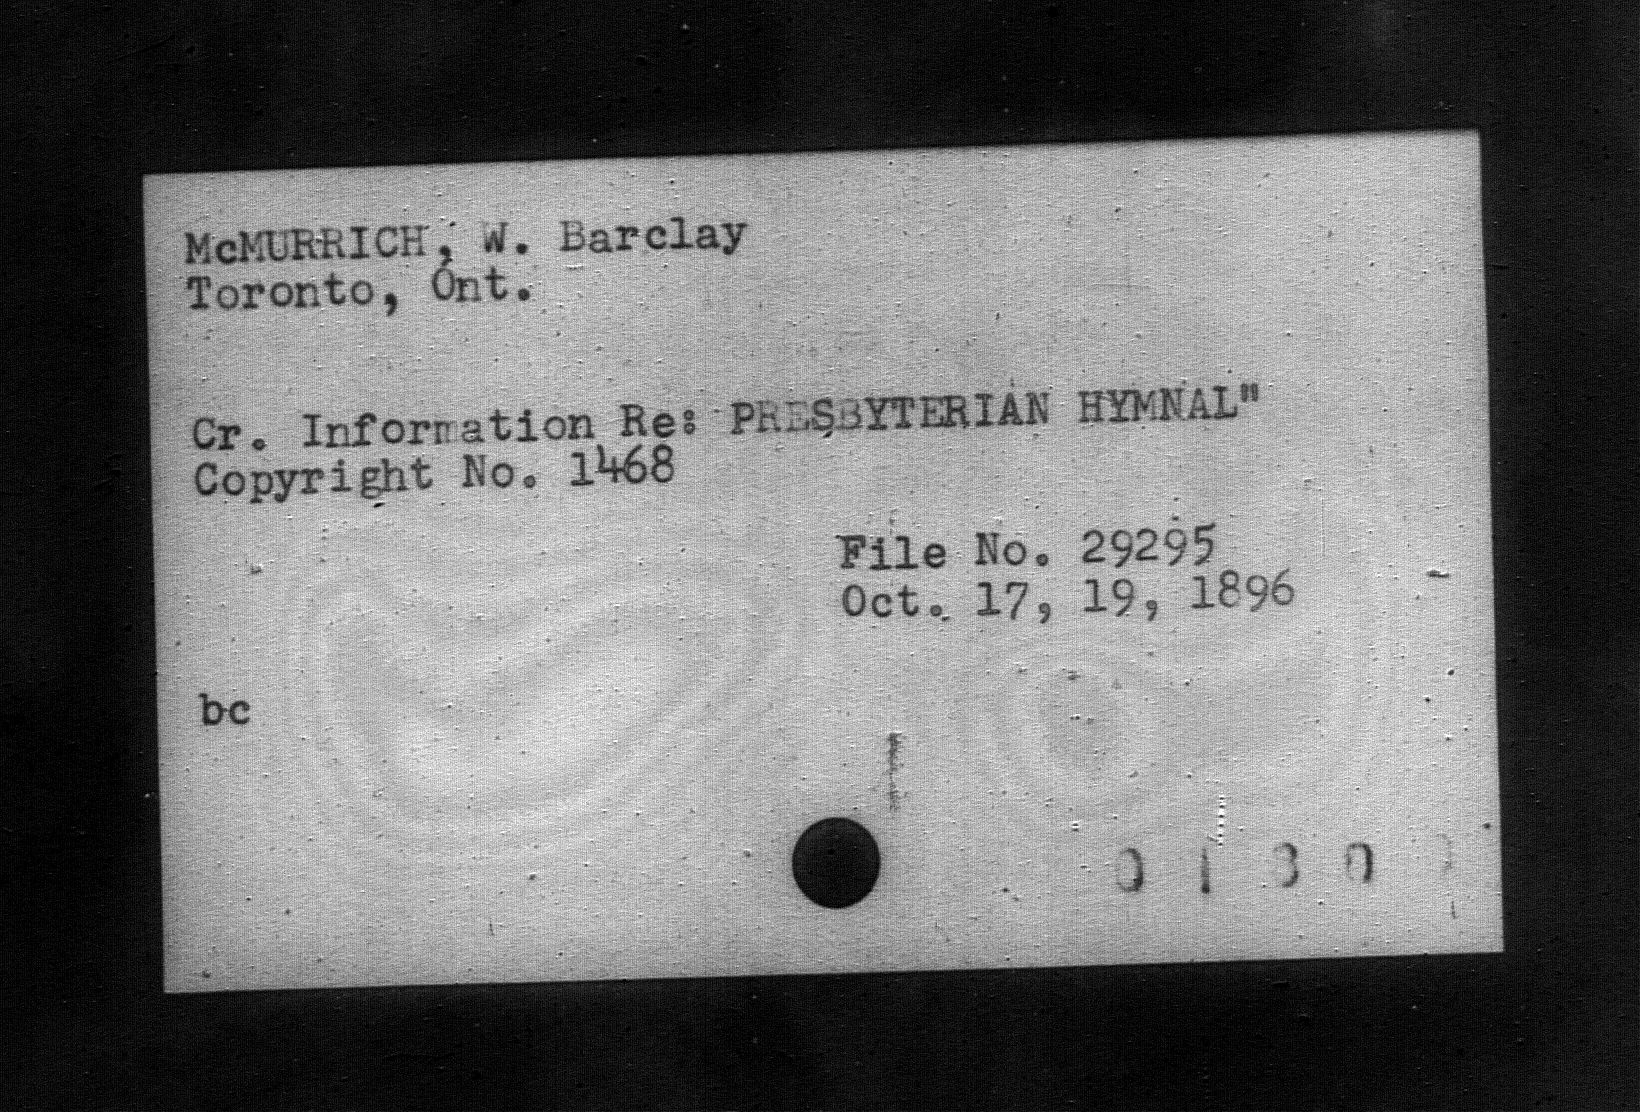 McMURRICH, W. Barclay
Toronto, Ont.
Cr. Information Re: PRESBYTERIAN HYMNAL"
Copyright No. 1468
File No. 29295
Oct. 17, 19, 1896
bc
0 1 3 0